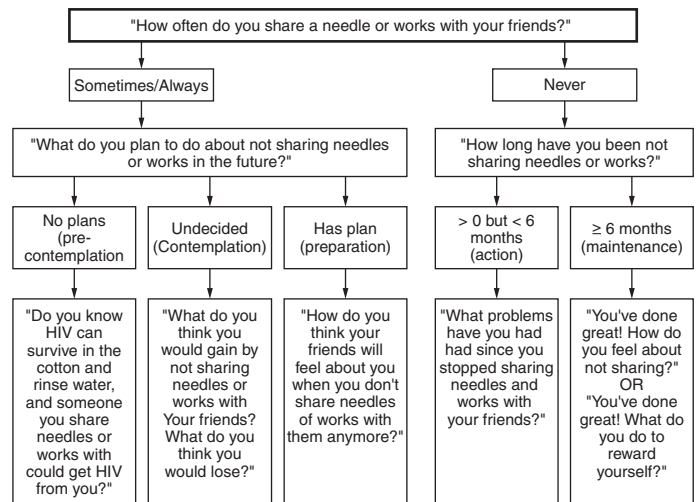 "How often do you share a needle or works with your friends?"
Sometimes/Always
Never
"What do you plan to do about not sharing needles
or works in the future?"
"How long have you been not
sharing needles or works?"
No plans
(pre-
contemplation
Undecided
(Contemplation)
Has plan
(preparation)
> 0 but < 6
months
(action)
≥ 6 months
(maintenance)
"Do you know
HIV can
survive in the
cotton and
rinse water,
and someone
you share
needles or
works with
could get HIV
from you?"
"What do you
think you
would gain by
not sharing
needles or
works with
Your friends?
What do you
think you
would lose?"
"How do you
think your
friends will
feel about you
when you don't
share needles
of works with
them anymore?"
"What problems
have you had
had since you
stopped sharing
needles and
works with
your friends?"
"You've done
great! How do
you feel about
not sharing?"
OR
"You've done
great! What do
you do to
reward
yourself?"